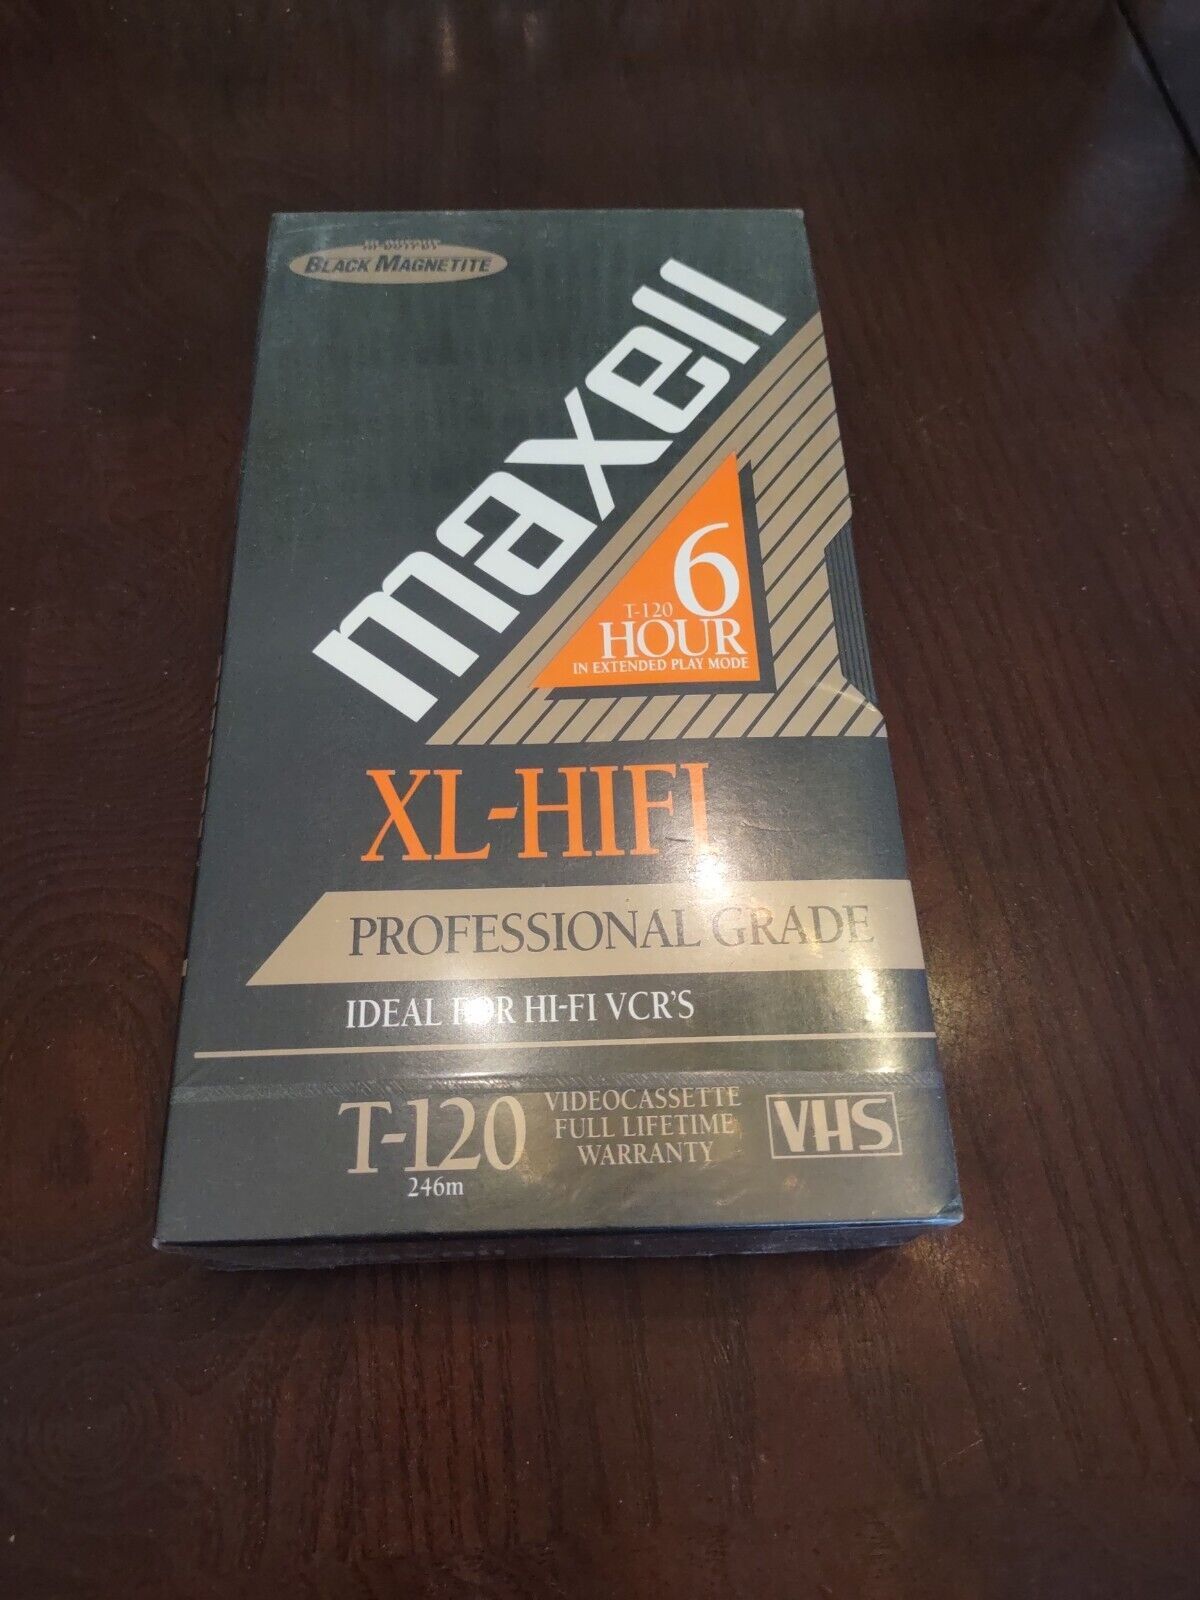 BLACK MAGNETITE
maxell
T-120 6
HOUR
IN EXTENDED PLAY MODE
XL-HIFI
PROFESSIONAL GRADE
IDEAL FOR HI-FI VCR'S
T-120
246m
VIDEOCASSETTE
FULL LIFETIME
WARRANTY
VHS